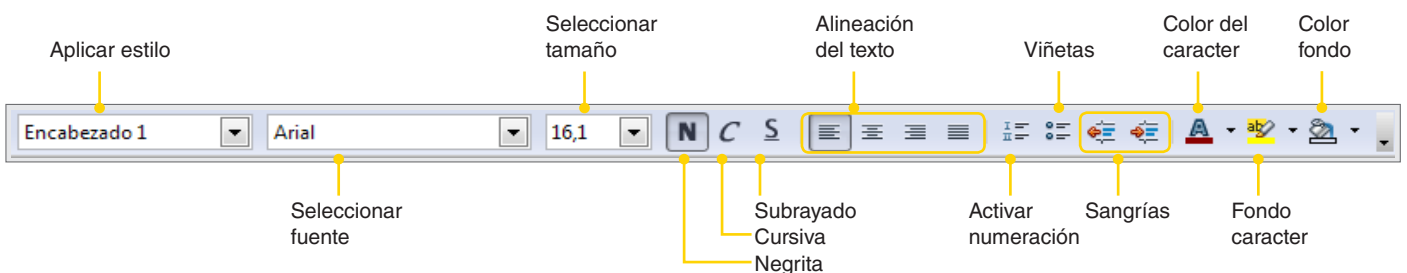 Aplicar estilo
Seleccionar
tamaño
Alineación
del texto
Viñetas
Color del
caracter
Color
fondo
Encabezado 1
Arial
16,1
N
C
S
A
ab
Seleccionar
fuente
Subrayado
Cursiva
Negrita
Activar
numeración
Sangrías
Fondo
caracter